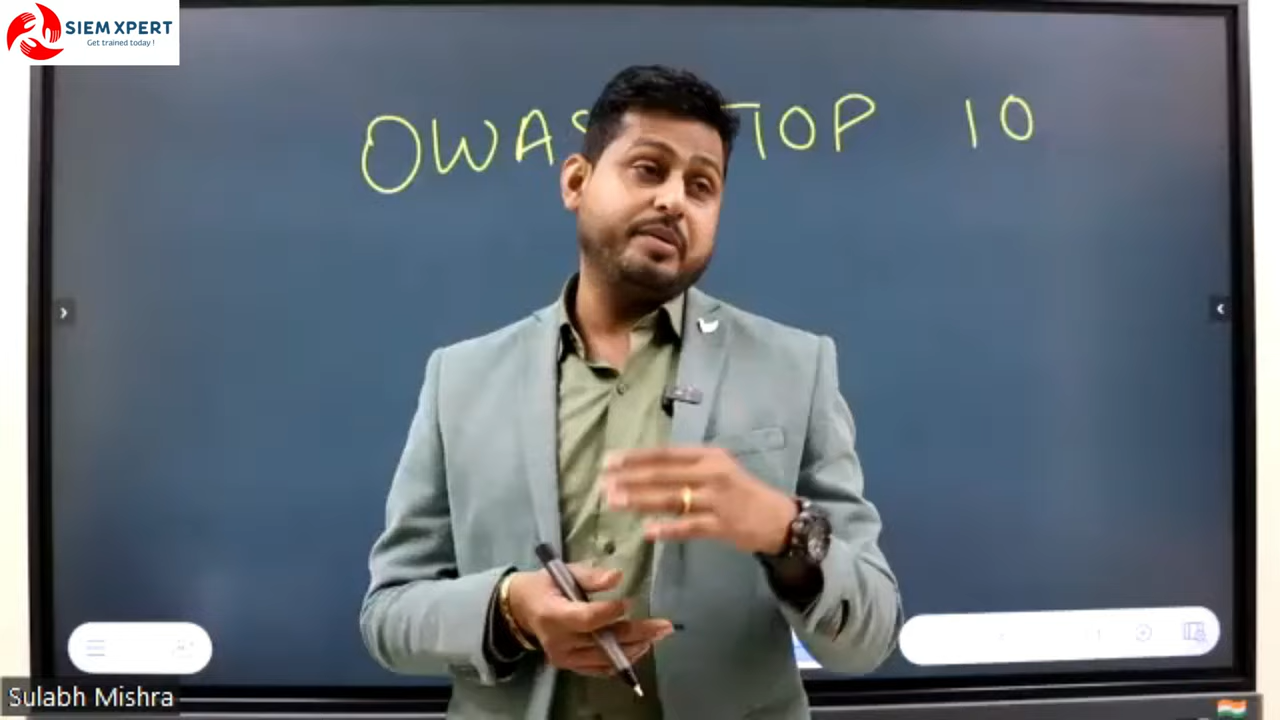 SIEM XPERT
Get trained today !
OWAS TOP 10
Sulabh Mishra